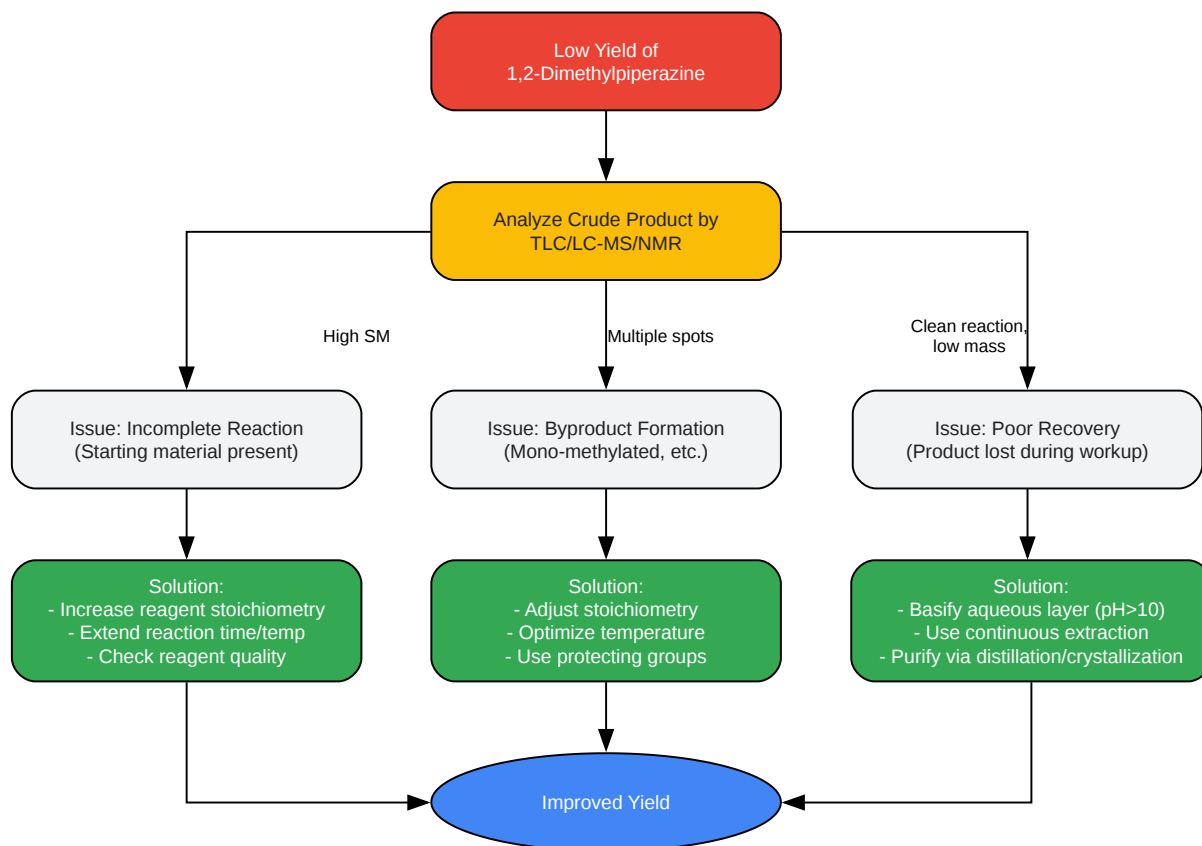 Low Yield of
1,2-Dimethylpiperazine
Analyze Crude Product by
TLC/LC-MS/NMR
High SM
Multiple spots
Clean reaction,
low mass
Issue: Incomplete Reaction
(Starting material present)
Issue: Byproduct Formation
(Mono-methylated, etc.)
Issue: Poor Recovery
(Product lost during workup)
Solution:
- Increase reagent stoichiometry
- Extend reaction time/temp
- Check reagent quality
Solution:
- Adjust stoichiometry
- Optimize temperature
- Use protecting groups
Solution:
- Basify aqueous layer (pH>10)
- Use continuous extraction
- Purify via distillation/crystallization
Improved Yield